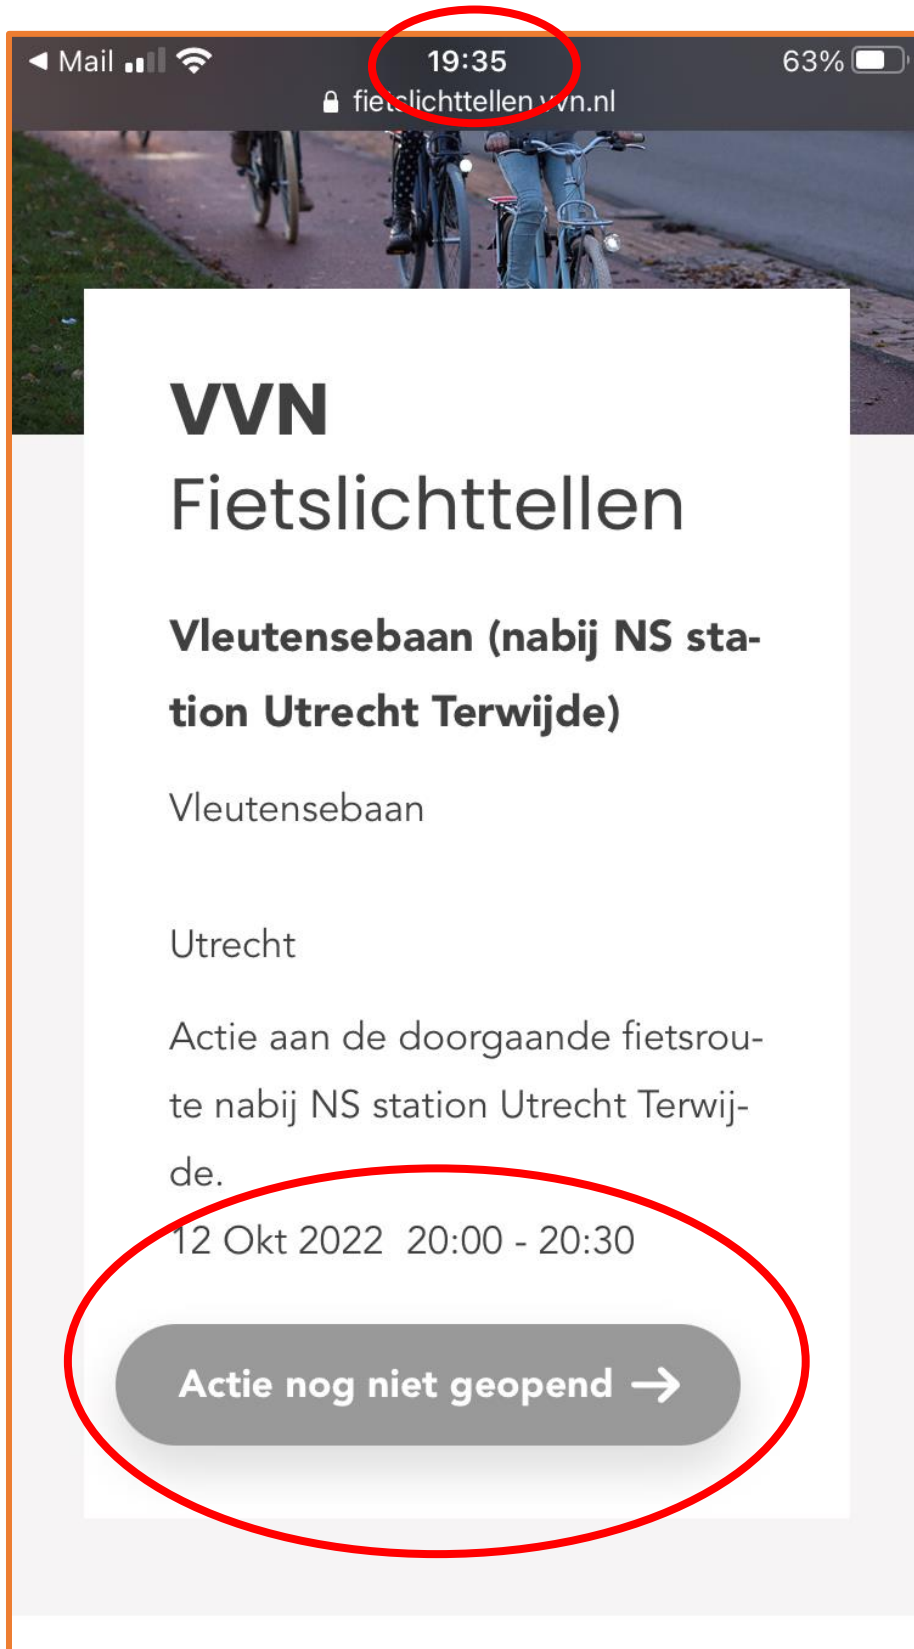 Mail 19:35 63%
fietslichttellen.vvn.nl
VVN
Fietslichttellen
Vleutensebaan (nabij NS sta-
tion Utrecht Terwijde)
Vleutensebaan
Utrecht
Actie aan de doorgaande fietsrou-
te nabij NS station Utrecht Terwij-
de.
12 Okt 2022 20:00 - 20:30
Actie nog niet geopend →